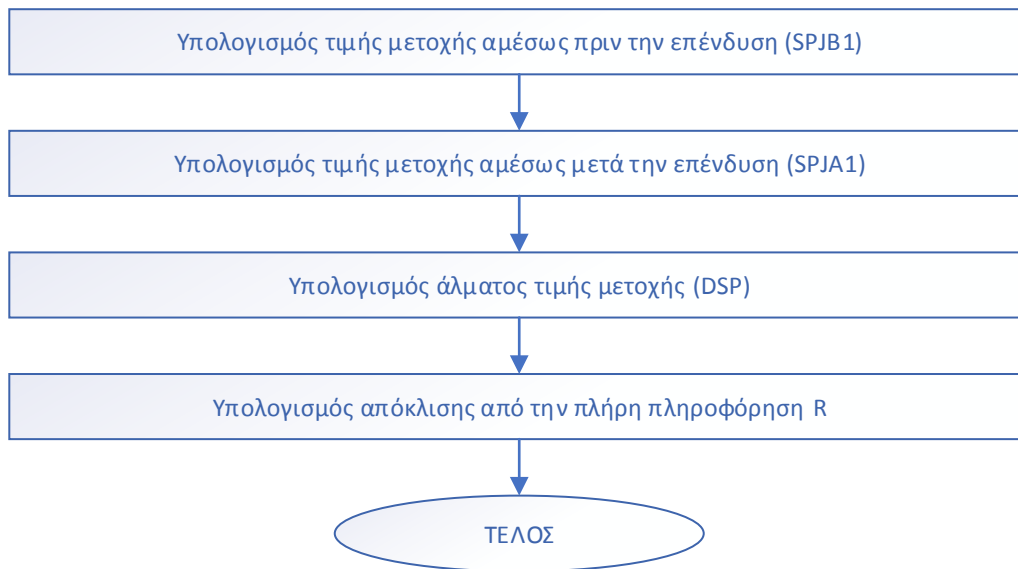 Υπολογισμός τιμής μετοχής αμέσως πριν την επένδυση (SPJB1)
Υπολογισμός τιμής μετοχής αμέσως μετά την επένδυση (SPJA1)
Υπολογισμός άλματος τιμής μετοχής (DSP)
Υπολογισμός απόκλισης από την πλήρη πληροφόρηση R
ΤΕΛΟΣ